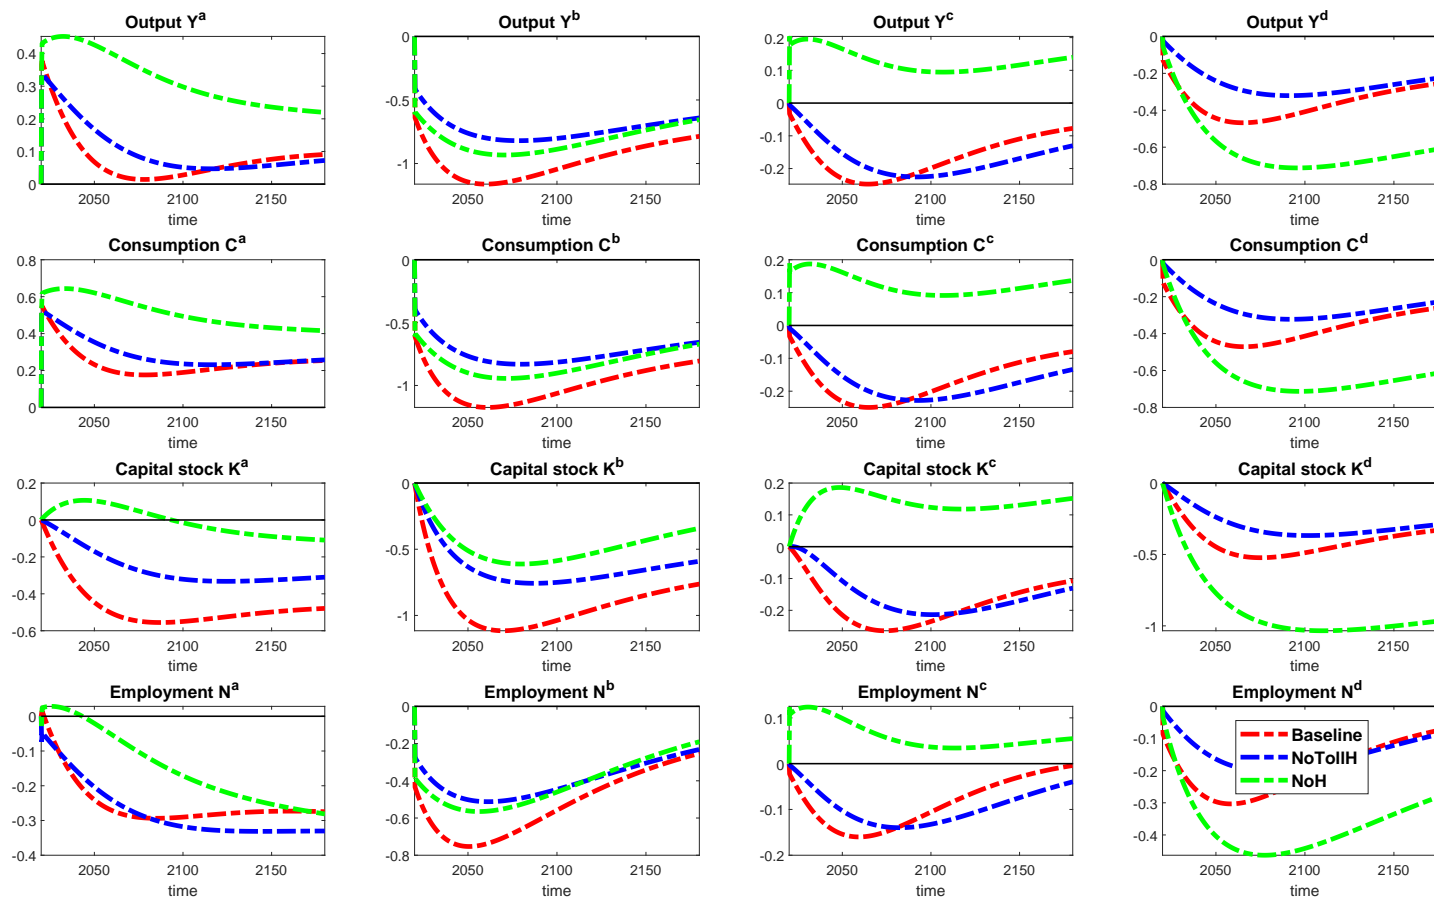 Output Y^a
0.4
0.3
0.2
0.1
0
2050 2100 2150
time
Output Y^b
0
-0.5
-1
2050 2100 2150
time
Output Y^c
0.2
0.1
0
-0.1
-0.2
2050 2100 2150
time
Output Y^d
0
-0.2
-0.4
-0.6
-0.8
2050 2100 2150
time
Consumption C^a
0.8
0.6
0.4
0.2
0
2050 2100 2150
time
Consumption C^b
0
-0.5
-1
2050 2100 2150
time
Consumption C^c
0.2
0.1
0
-0.1
-0.2
2050 2100 2150
time
Consumption C^d
0
-0.2
-0.4
-0.6
-0.8
2050 2100 2150
time
Capital stock K^a
0.2
0
-0.2
-0.4
-0.6
2050 2100 2150
time
Capital stock K^b
0
-0.5
-1
2050 2100 2150
time
Capital stock K^c
0.2
0.1
0
-0.1
-0.2
2050 2100 2150
time
Capital stock K^d
0
-0.5
-1
2050 2100 2150
time
Employment N^a
0
-0.1
-0.2
-0.3
-0.4
2050 2100 2150
time
Employment N^b
0
-0.2
-0.4
-0.6
-0.8
2050 2100 2150
time
Employment N^c
0.1
0
-0.1
-0.2
2050 2100 2150
time
Employment N^d
0
-0.1
-0.2
-0.3
-0.4
2050 2100 2150
time
Baseline
NoTollH
NoH